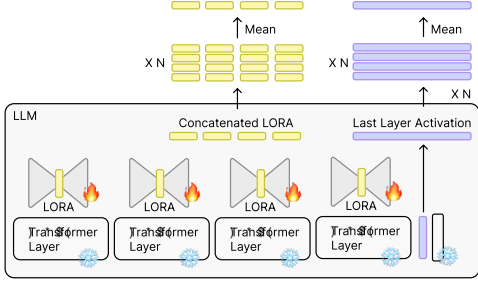 Mean
Mean
X N
X N
X N
LLM
Concatenated LORA
Last Layer Activation
LORA
LORA
LORA
LORA
Layer
Layer
Layer
Layer